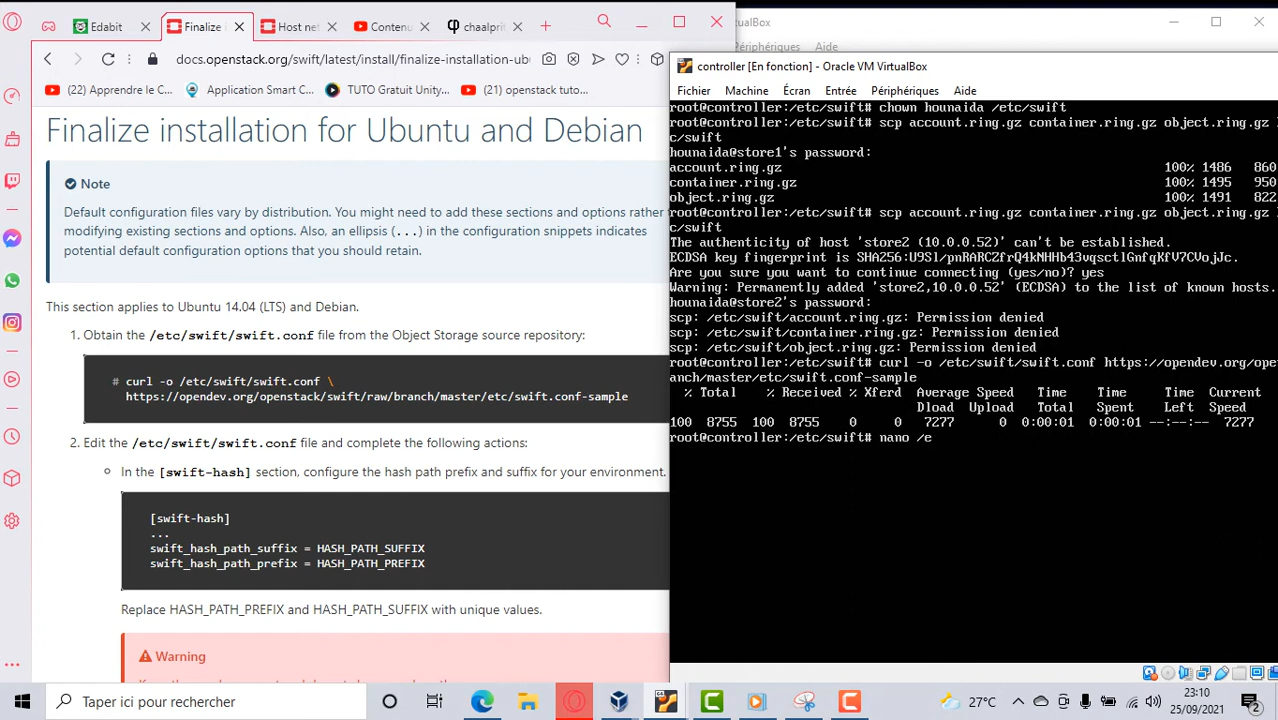 Edabit
Finalize i
Host net
Contenu
chaalprit
docs.openstack.org/swift/latest/install/finalize-installation-ub
(22) Apprendre le C...
Application Smart C...
TUTO Gratuit Unity...
(21) openstack tuto...
Finalize installation for Ubuntu and Debian
Note
Default configuration files vary by distribution. You might need to add these sections and options rather
modifying existing sections and options. Also, an ellipsis (...) in the configuration snippets indicates
potential default configuration options that you should retain.
This section applies to Ubuntu 14.04 (LTS) and Debian.
1. Obtain the /etc/swift/swift.conf file from the Object Storage source repository:
# curl -o /etc/swift/swift.conf \
https://opendev.org/openstack/swift/raw/branch/master/etc/swift.conf-sample
2. Edit the /etc/swift/swift.conf file and complete the following actions:
In the [swift-hash] section, configure the hash path prefix and suffix for your environment.
[swift-hash]
...
swift_hash_path_suffix = HASH_PATH_SUFFIX
swift_hash_path_prefix = HASH_PATH_PREFIX
Replace HASH_PATH_PREFIX and HASH_PATH_SUFFIX with unique values.
Warning
tualBox
Périphériques Aide
controller [En fonction] - Oracle VM VirtualBox
Fichier Machine Écran Entrée Périphériques Aide
root@controller:/etc/swift# chown hounaida /etc/swift
root@controller:/etc/swift# scp account.ring.gz container.ring.gz object.ring.gz
c/swift
hounaida@store1's password:
account.ring.gz 100% 1486 860
container.ring.gz 100% 1495 950
object.ring.gz 100% 1491 822
root@controller:/etc/swift# scp account.ring.gz container.ring.gz object.ring.gz
c/swift
The authenticity of host 'store2 (10.0.0.52)' can't be established.
ECDSA key fingerprint is SHA256:U9Sl/pnRARCZfrQ4kNHHb43vqsctlGnfqKfV7CVojJc.
Are you sure you want to continue connecting (yes/no)? yes
Warning: Permanently added 'store2,10.0.0.52' (ECDSA) to the list of known hosts.
hounaida@store2's password:
scp: /etc/swift/account.ring.gz: Permission denied
scp: /etc/swift/container.ring.gz: Permission denied
scp: /etc/swift/object.ring.gz: Permission denied
root@controller:/etc/swift# curl -o /etc/swift/swift.conf https://opendev.org/ope
anch/master/etc/swift.conf-sample
% Total % Received % Xferd Average Speed Time Time Time Current
Dload Upload Total Spent Left Speed
100 8755 100 8755 0 0 7277 0 0:00:01 0:00:01 --:--:-- 7277
root@controller:/etc/swift# nano /e
Taper ici pour rechercher
27°C
23:10
25/09/2021
2